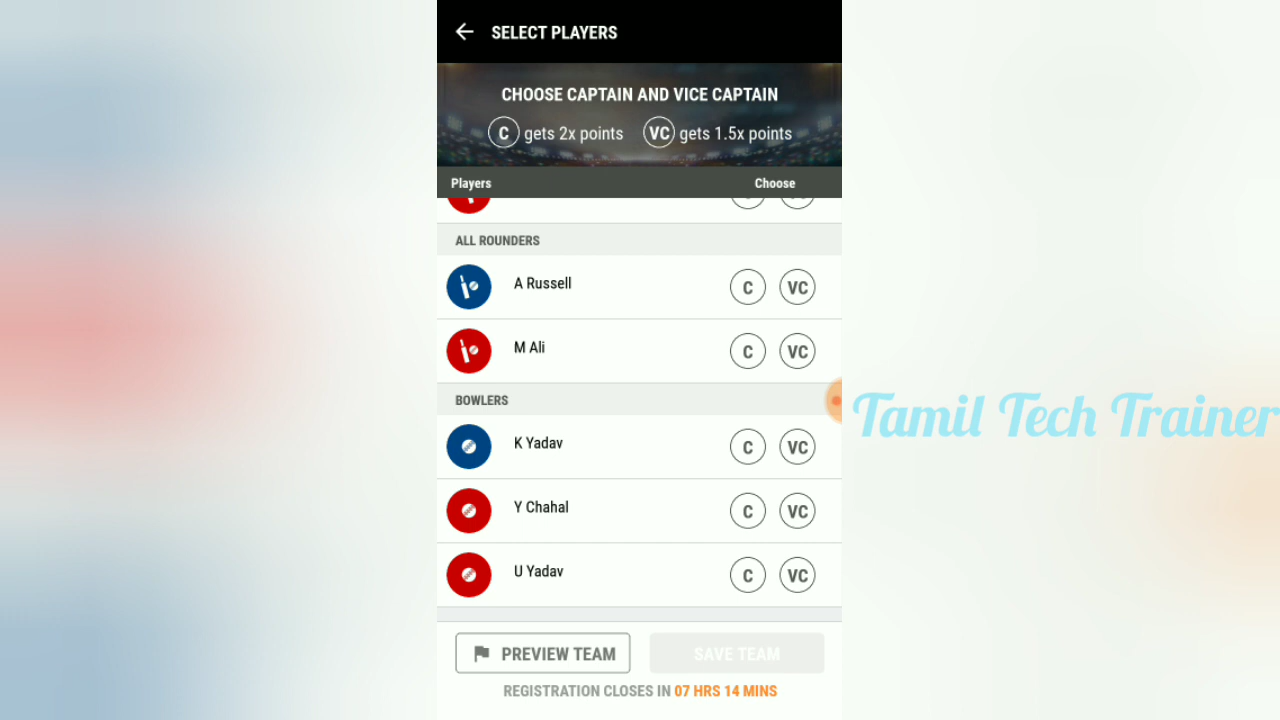 SELECT PLAYERS
CHOOSE CAPTAIN AND VICE CAPTAIN
C gets 2x points VC gets 1.5x points
Players Choose
ALL ROUNDERS
A Russell C VC
M Ali C VC
BOWLERS
Tamil Tech Trainer
K Yadav C VC
Y Chahal C VC
U Yadav C VC
PREVIEW TEAM SAVE TEAM
REGISTRATION CLOSES IN 07 HRS 14 MINS